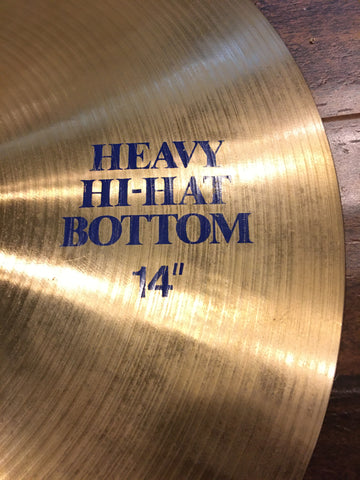 HEAVY
HI-HAT
BOTTOM
14"